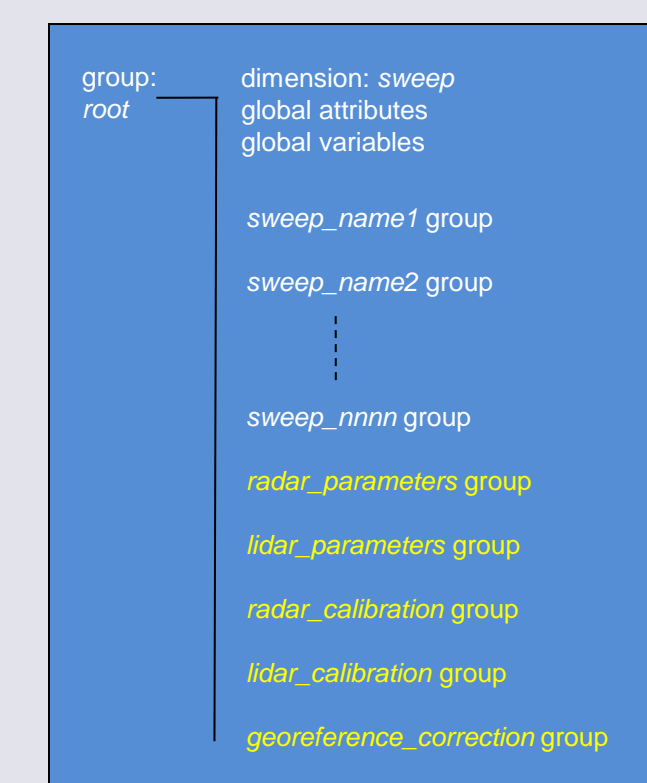 group:
root
dimension: sweep
global attributes
global variables
sweep_name1 group
sweep_name2 group
sweep_nnnn group
radar_parameters group
lidar_parameters group
radar_calibration group
lidar_calibration group
georeference_correction group